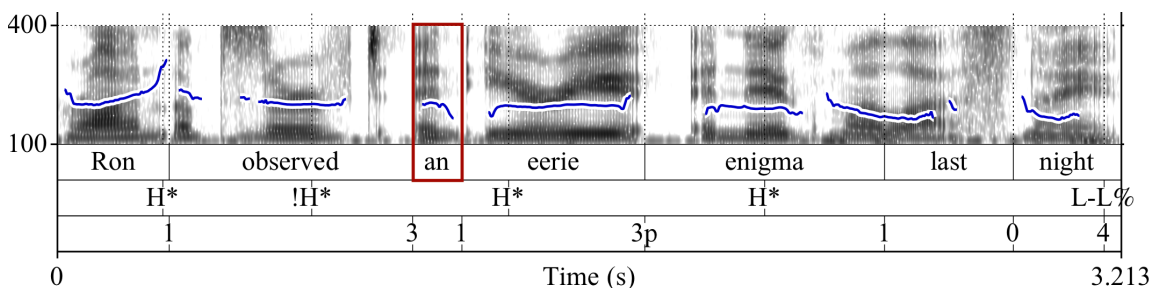 400
100
Ron observed an eerie enigma last night
H* !H* H* H* L-L%
1 3 1 3p 1 0 4
0 Time (s) 3.213